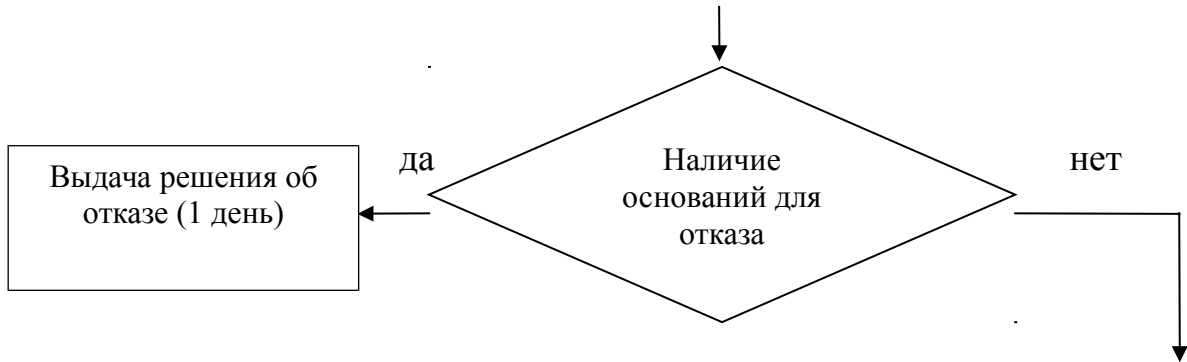 да
Наличие
оснований для
отказа
нет
Выдача решения об
отказе (1 день)